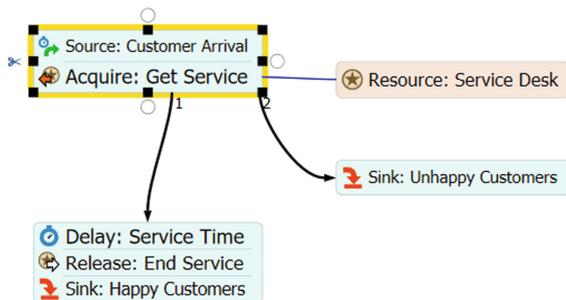 Source: Customer Arrival
Acquire: Get Service
Resource: Service Desk
1
2
Sink: Unhappy Customers
Delay: Service Time
Release: End Service
Sink: Happy Customers